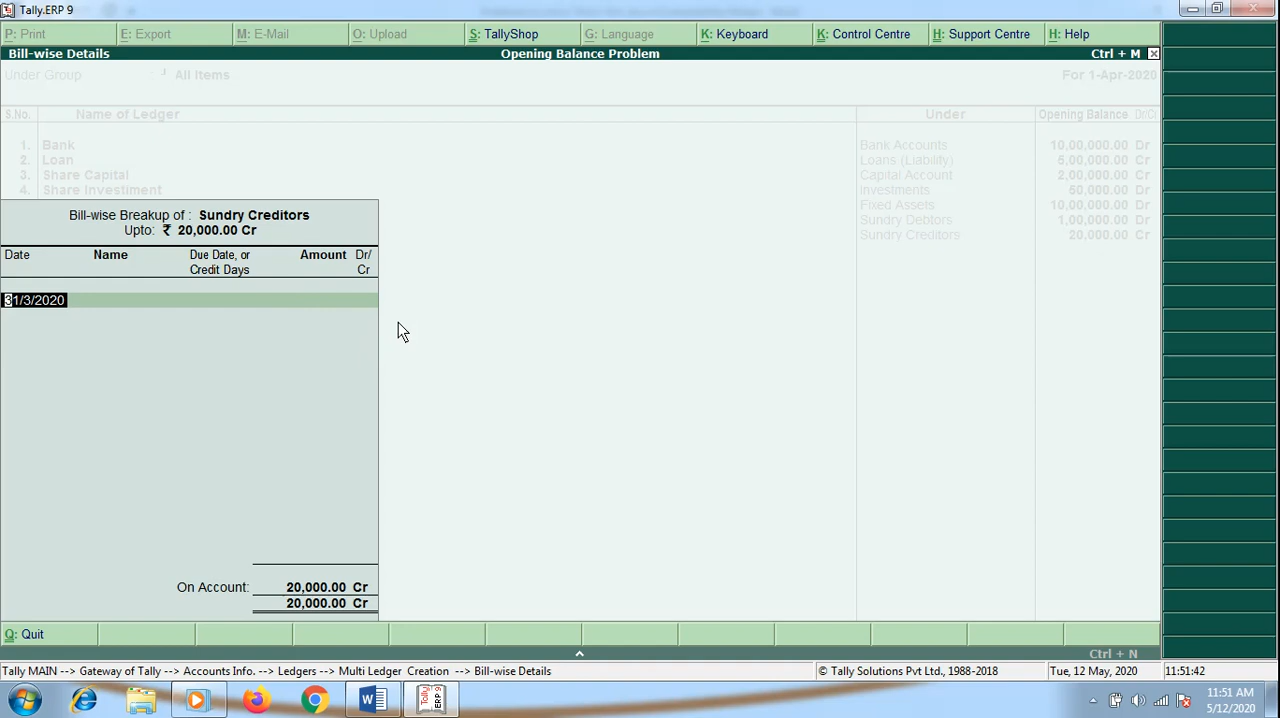 Tally.ERP 9
P: Print E: Export M: E-Mail O: Upload S: TallyShop G: Language K: Keyboard K: Control Centre H: Support Centre H: Help
Bill-wise Details Opening Balance Problem Ctrl + M
Under Group : All Items For 1-Apr-2020
S.No. Name of Ledger Under Opening Balance Dr/Cr
1. Bank Bank Accounts 10,00,000.00 Dr
2. Loan Loans (Liability) 5,00,000.00 Cr
3. Share Capital Capital Account 2,00,000.00 Cr
4. Share Investment Investments 50,000.00 Dr
Fixed Assets 10,00,000.00 Dr
Sundry Debtors 1,00,000.00 Dr
Sundry Creditors 20,000.00 Cr
Bill-wise Breakup of : Sundry Creditors
Upto: ₹ 20,000.00 Cr
Date Name Due Date, or Amount Dr/
Credit Days Cr
31/3/2020
On Account: 20,000.00 Cr
20,000.00 Cr
Q: Quit
Ctrl + N
Tally MAIN --> Gateway of Tally --> Accounts Info. --> Ledgers --> Multi Ledger Creation --> Bill-wise Details © Tally Solutions Pvt Ltd., 1988-2018 Tue, 12 May, 2020 11:51:42
11:51 AM
5/12/2020